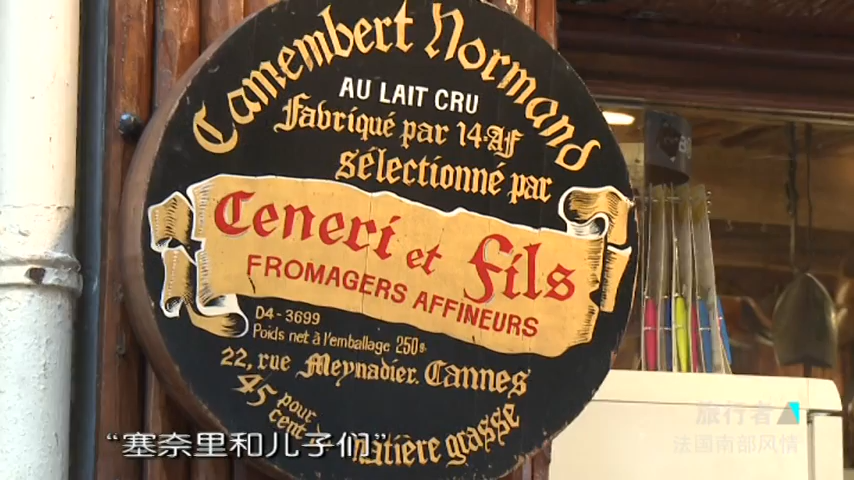 Camembert Normand
AU LAIT CRU
Fabriqué par 14-AF
sélectionné par
Ceneri et Fils
FROMAGERS AFFINEURS
D4-3699
Poids net à l'emballage 250g.
22, rue Meynadier. Cannes
45 pour cent
matière grasse
“塞奈里和儿子们”
旅行者
法国南部风情